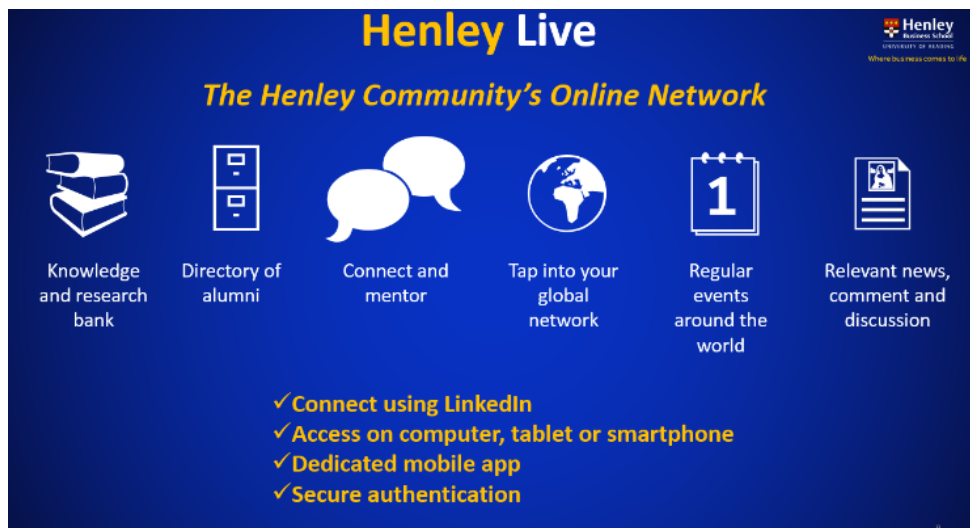 Henley Live
Henley
Business School
UNIVERSITY OF READING
Where business comes to life
The Henley Community's Online Network
1
Knowledge
and research
bank
Directory of
alumni
Connect and
mentor
Tap into your
global
network
Regular
events
around the
world
Relevant news,
comment and
discussion
✓Connect using LinkedIn
✓Access on computer, tablet or smartphone
✓Dedicated mobile app
✓Secure authentication